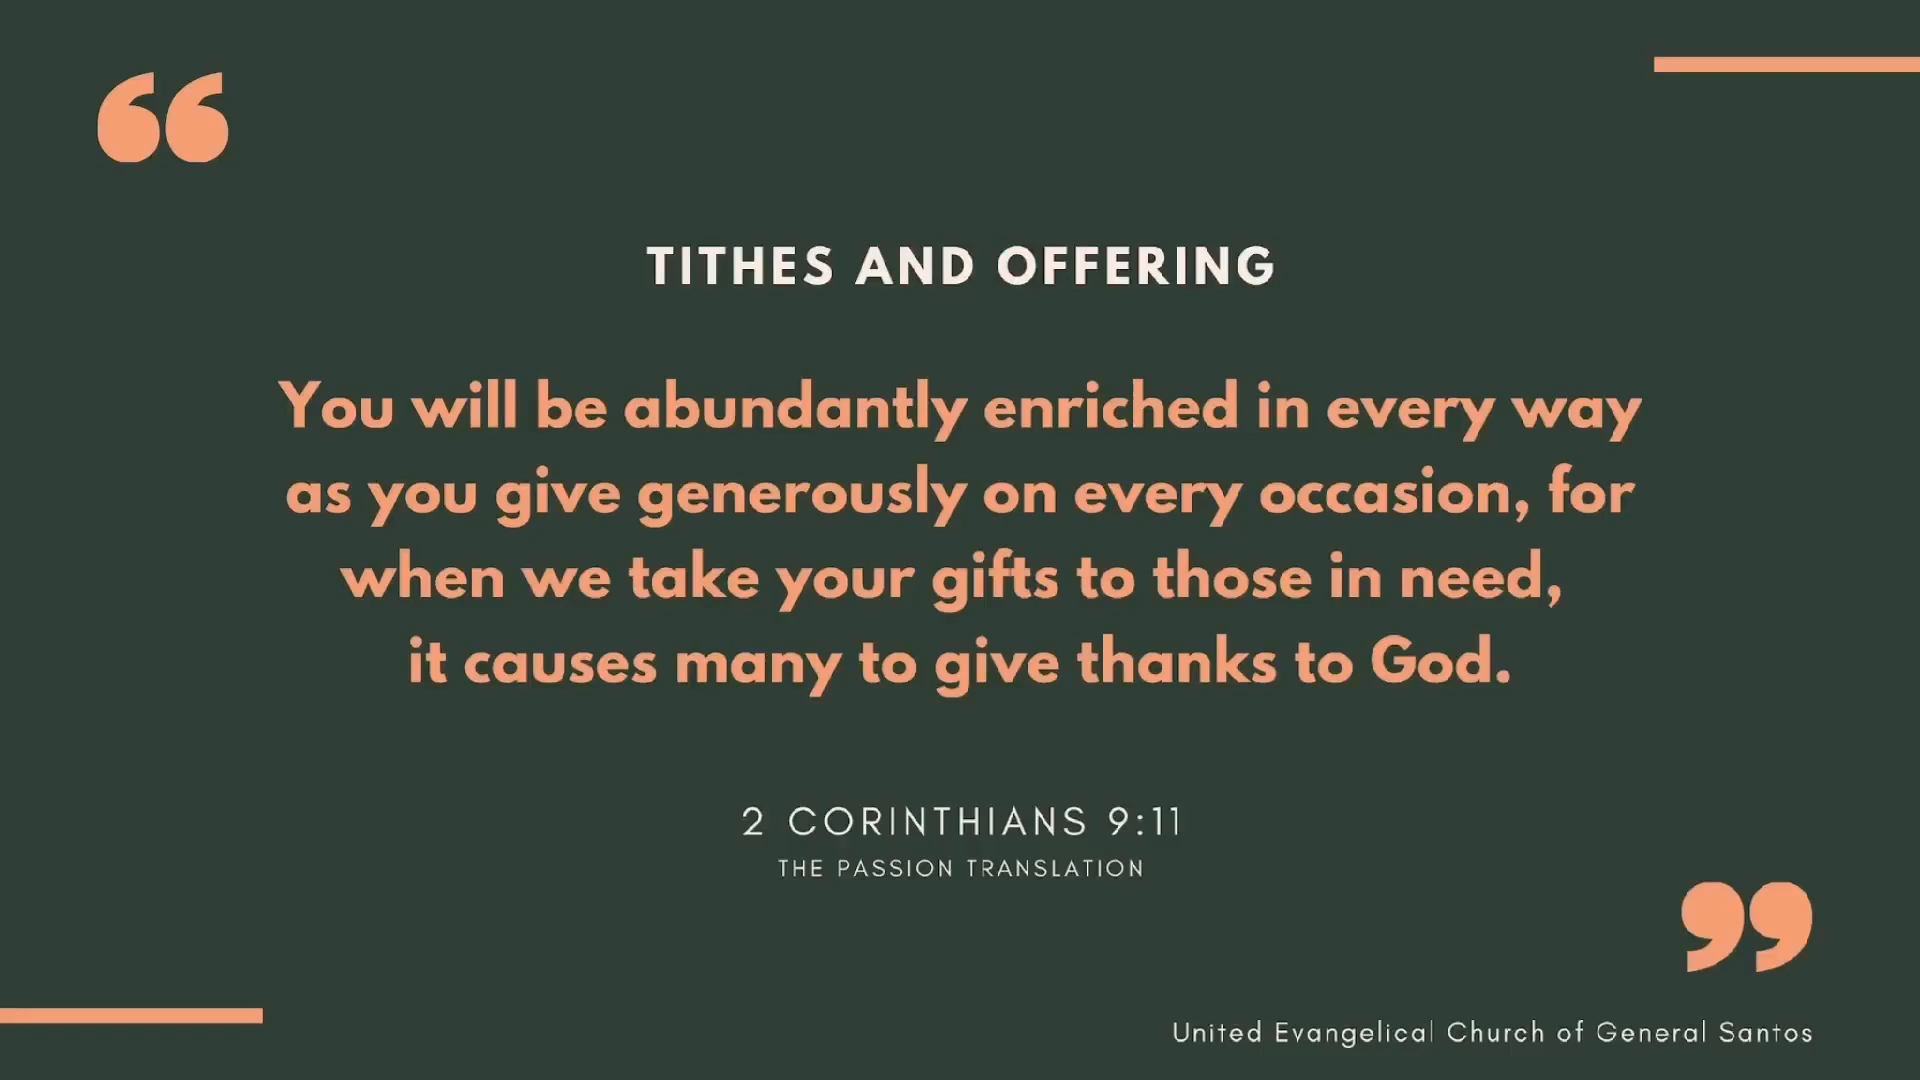 TITHES AND OFFERING
You will be abundantly enriched in every way
as you give generously on every occasion, for
when we take your gifts to those in need,
it causes many to give thanks to God.
2 CORINTHIANS 9:11
THE PASSION TRANSLATION
United Evangelical Church of General Santos